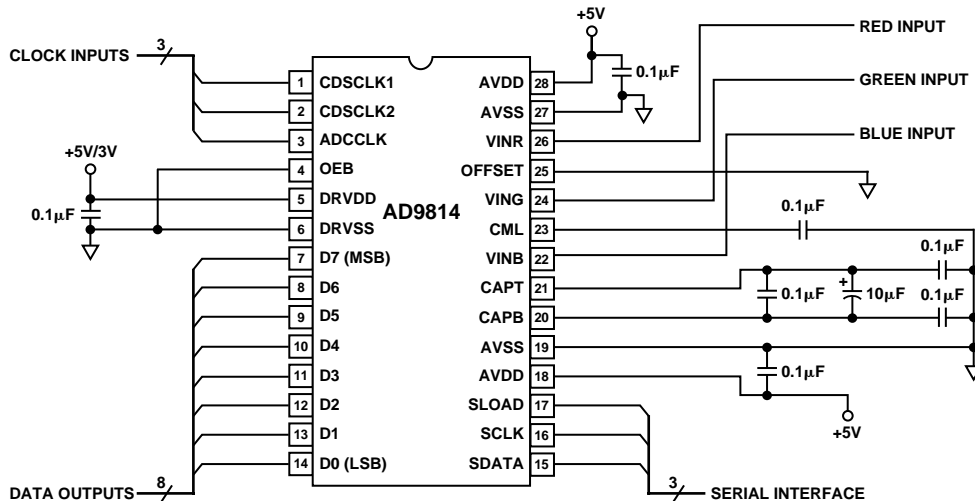 CLOCK INPUTS
3
+5V/3V
0.1µF
DATA OUTPUTS
8
AD9814
1 CDSCLK1
2 CDSCLK2
3 ADCCLK
4 OEB
5 DRVDD
6 DRVSS
7 D7 (MSB)
8 D6
9 D5
10 D4
11 D3
12 D2
13 D1
14 D0 (LSB)
AVDD 28
AVSS 27
VINR 26
OFFSET 25
VING 24
CML 23
VINB 22
CAPT 21
CAPB 20
AVSS 19
AVDD 18
SLOAD 17
SCLK 16
SDATA 15
+5V
0.1µF
RED INPUT
GREEN INPUT
BLUE INPUT
0.1µF
0.1µF
0.1µF
+
10µF
0.1µF
0.1µF
+5V
3
SERIAL INTERFACE